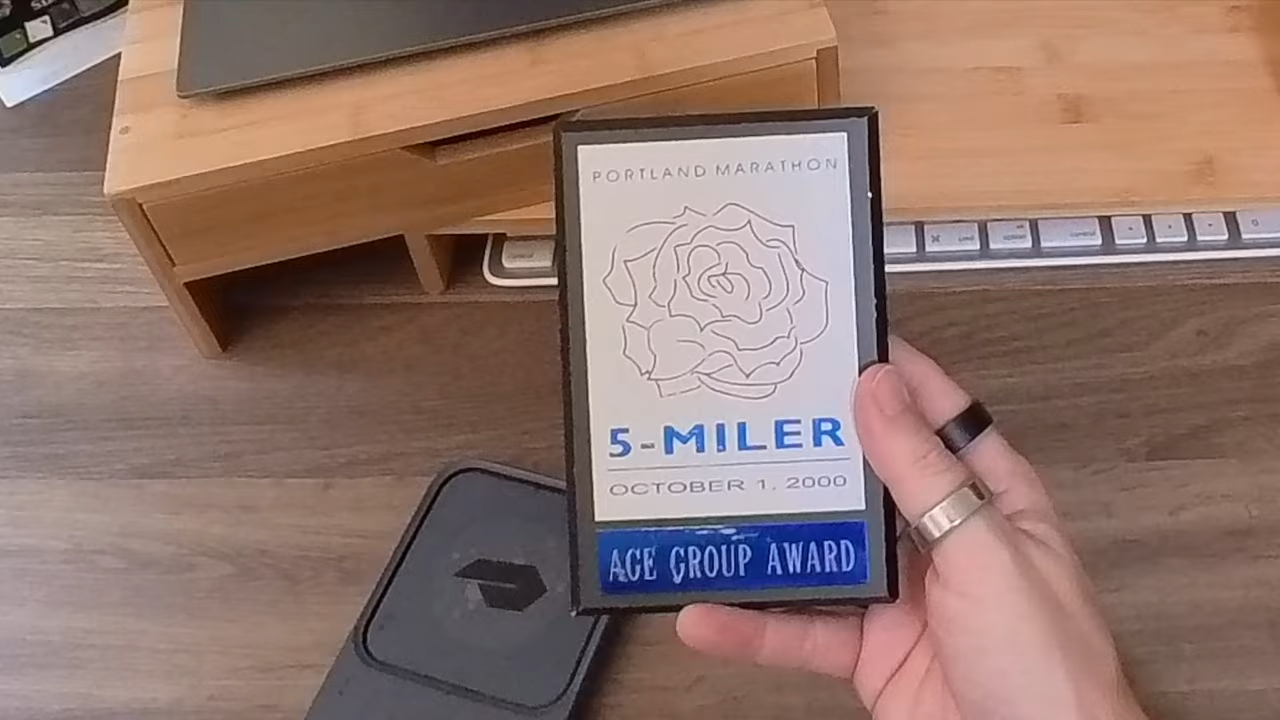 PORTLAND MARATHON
5-MILER
OCTOBER 1, 2000
AGE GROUP AWARD